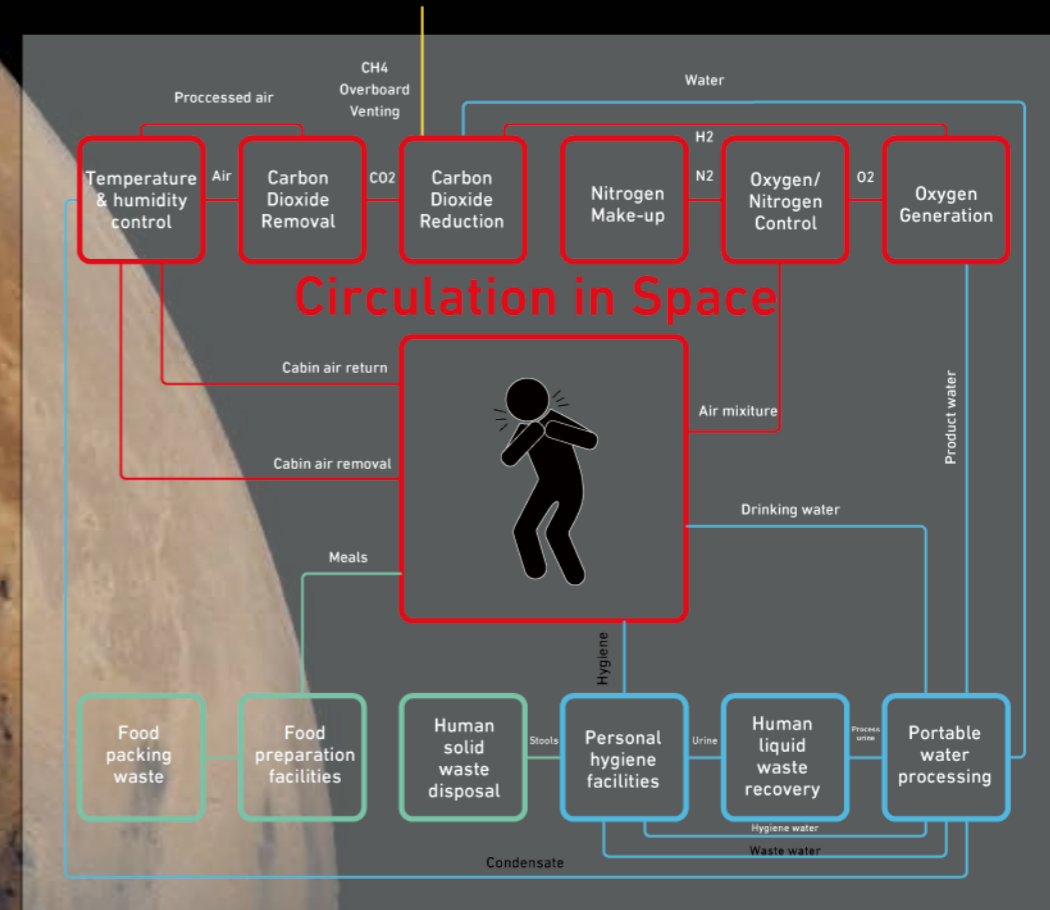 CH4
Overboard
Venting
Water
Proccessed air
H2
Temperature
& humidity
control
Air
Carbon
Dioxide
Removal
CO2
Carbon
Dioxide
Reduction
Nitrogen
Make-up
N2
Oxygen/
Nitrogen
Control
O2
Oxygen
Generation
Circulation in Space
Cabin air return
Air mixiture
Product water
Cabin air removal
Drinking water
Meals
Hygiene
Food
packing
waste
Food
preparation
facilities
Human
solid
waste
disposal
Stools
Personal
hygiene
facilities
Urine
Human
liquid
waste
recovery
Process
urine
Portable
water
processing
Hygiene water
Waste water
Condensate